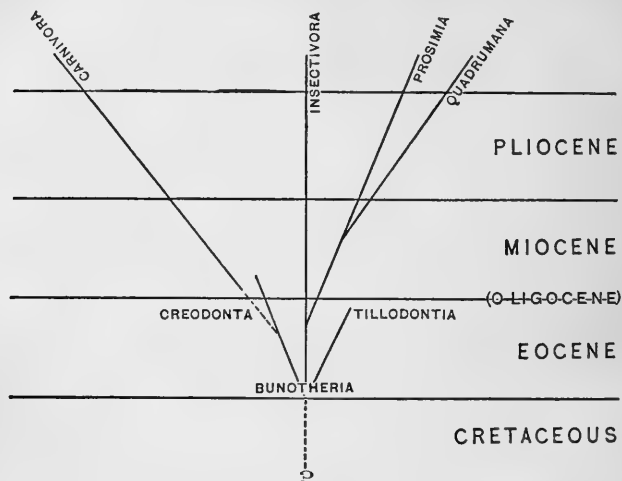 CARNIVORA
INSECTIVORA
PROSIMIA
QUADRUMANA
PLIOCENE
MIOCENE
(OLIGOCENE)
CREODONTA
TILLODONTIA
EOCENE
BUNOTHERIA
CRETACEOUS
?